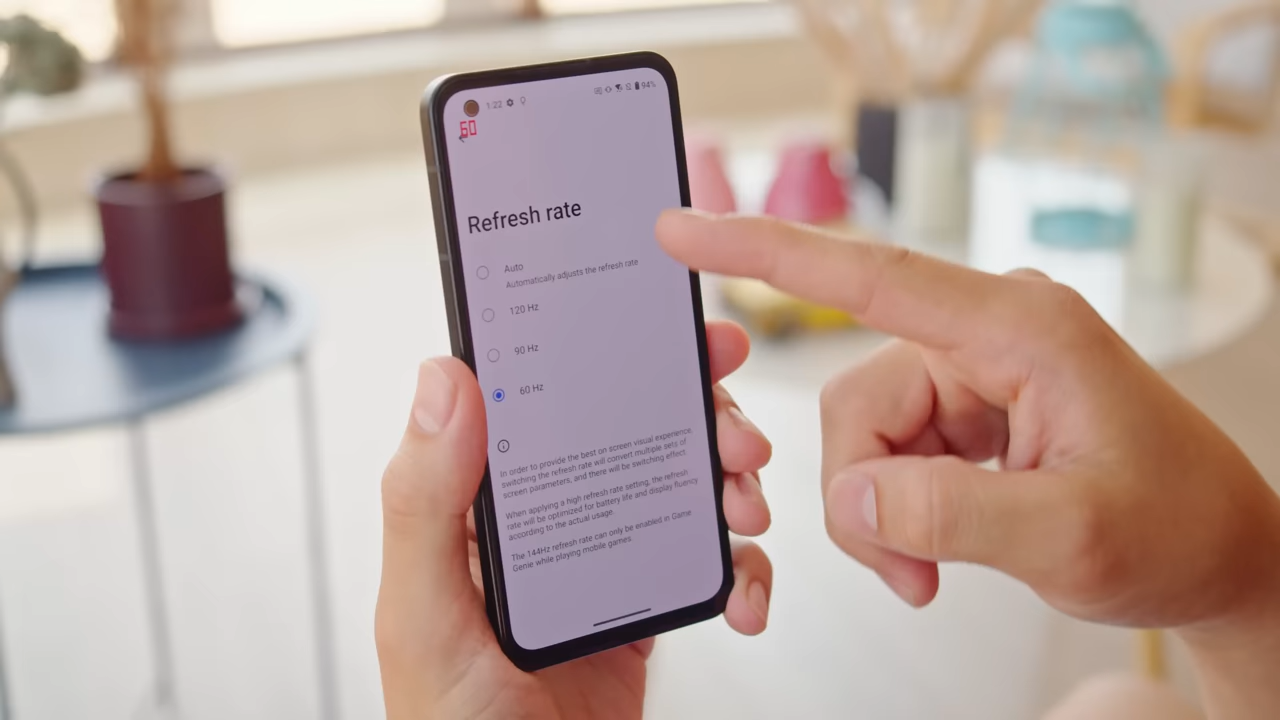 1:22 94%
60
Refresh rate
Auto
Automatically adjusts the refresh rate
120 Hz
90 Hz
60 Hz
In order to provide the best on screen visual experience,
switching the refresh rate will convert multiple sets of
screen parameters, and there will be switching effect.
When applying a high refresh rate setting, the refresh
rate will be optimized for battery life and display fluency
according to the actual usage.
The 144Hz refresh rate can only be enabled in Game
Genie while playing mobile games.